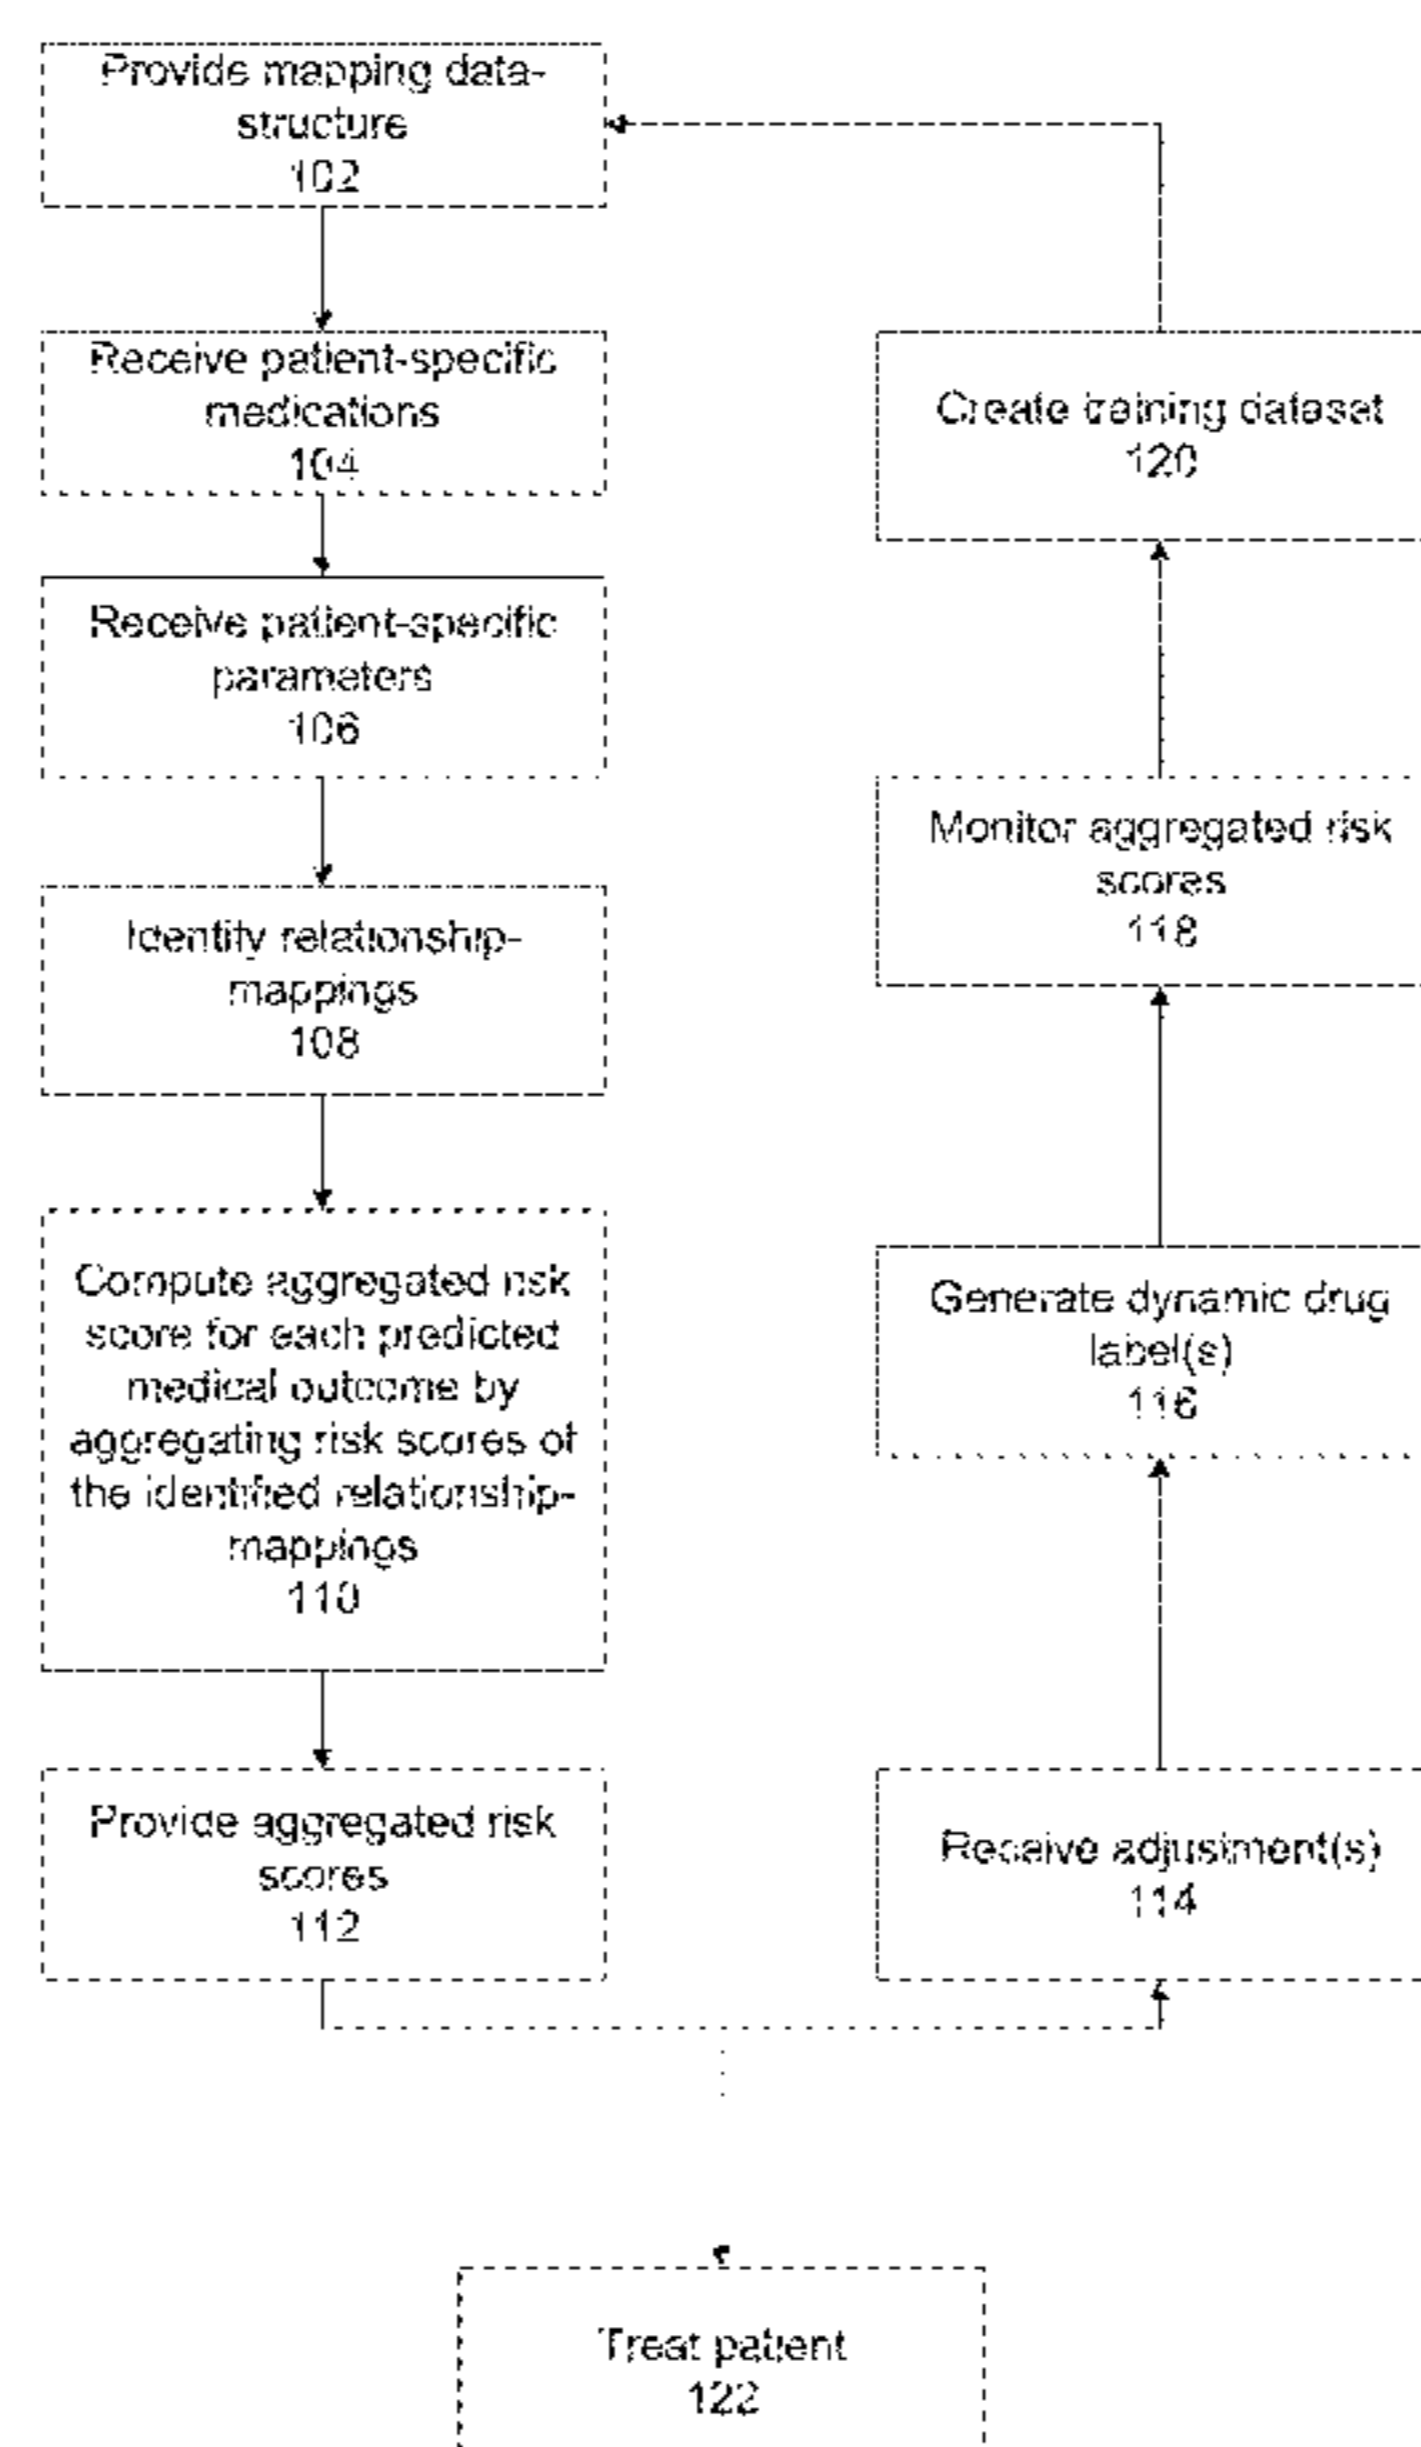 Provide mapping data-
structure
102
Receive patient-specific
medications
104
Receive patient-specific
parameters
106
Identify relationship-
mappings
108
Compute aggregated risk
score for each predicted
medical outcome by
aggregating risk scores of
the identified relationship-
mappings
110
Provide aggregated risk
scores
112
Create training dataset
120
Monitor aggregated risk
scores
118
Generate dynamic drug
label(s)
116
Receive adjustment(s)
114
Treat patient
122